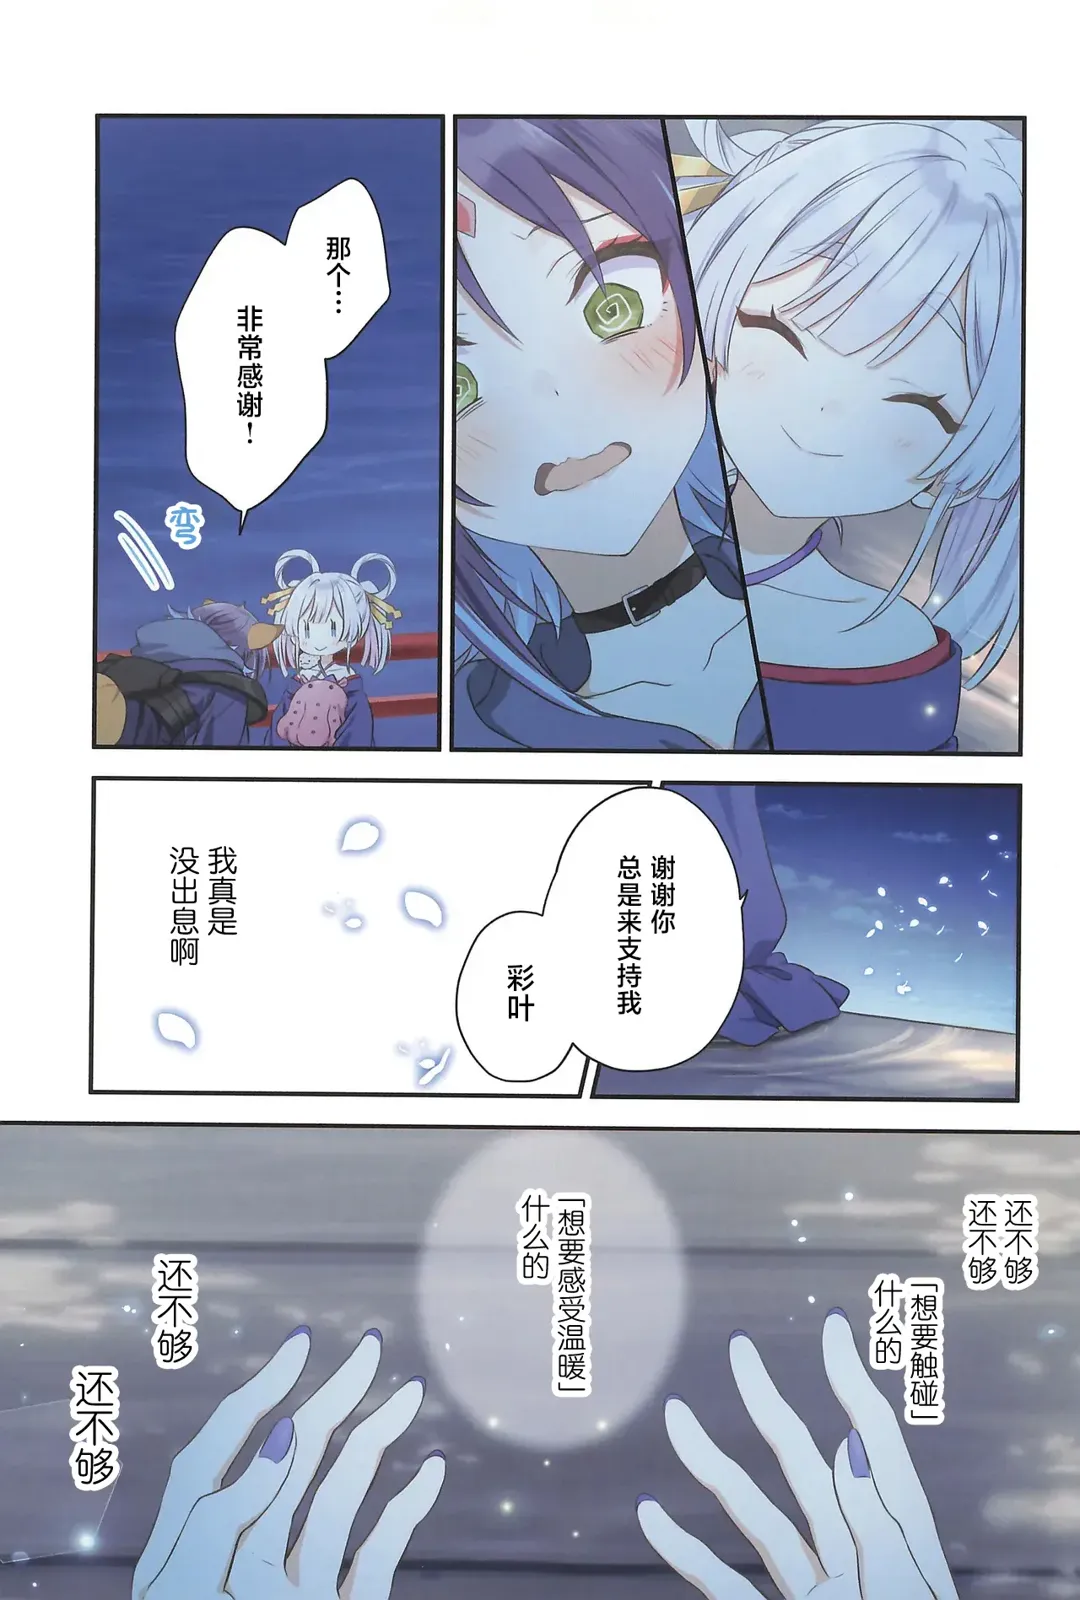 那个…
非常感谢！
弯
谢谢你
总是来支持我
彩叶
我真是
没出息啊
还不够
还不够
「想要触碰」
什么的
「想要感受温暖」
什么的
还不够
还不够